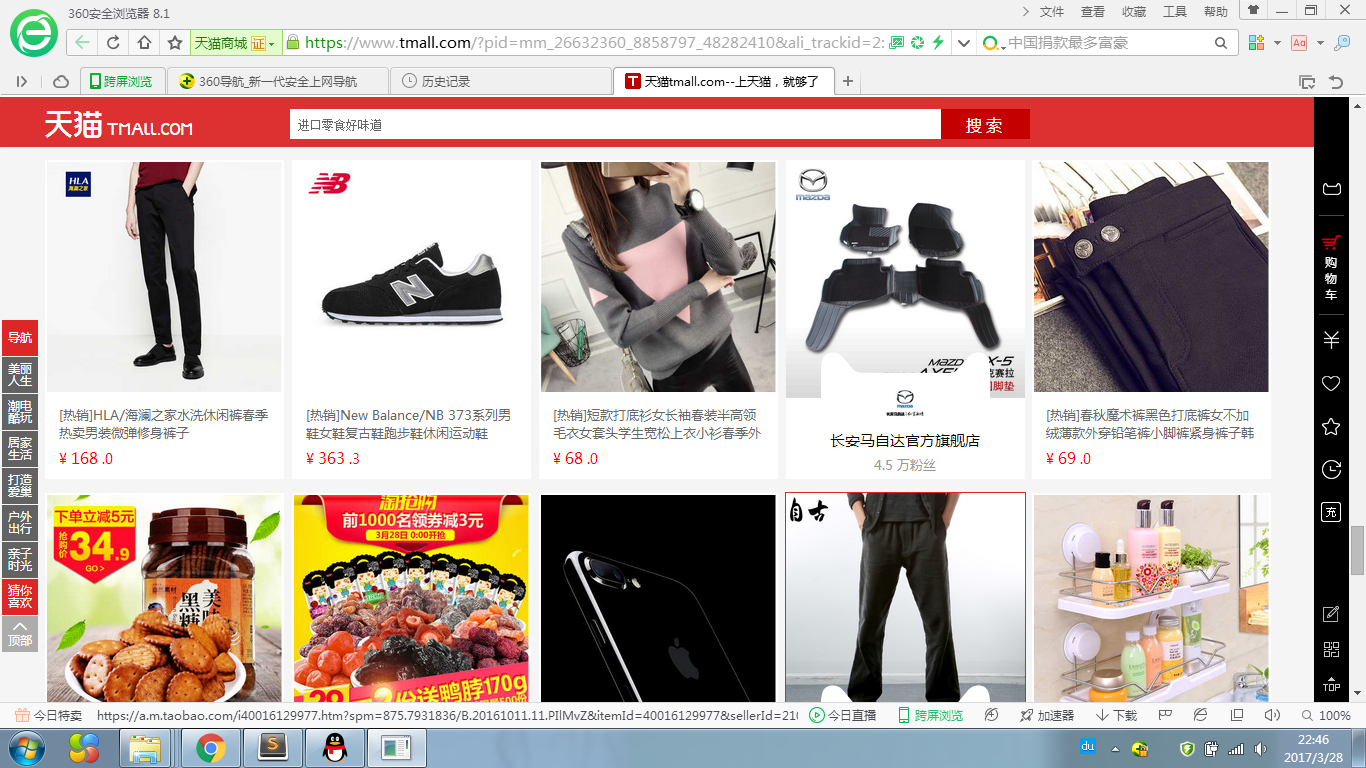 360安全浏览器 8.1
文件 查看 收藏 工具 帮助
天猫商城 证
https://www.tmall.com/?pid=mm_26632360_8858797_48202410&ali_trackid=2:
中国捐款最多富豪
跨屏浏览
360导航_新一代安全上网导航
历史记录
天猫tmall.com--上天猫，就够了
天猫 TMALL.COM
进口零食好味道
搜索
HLA
海澜之家
[热销]HLA/海澜之家水洗休闲裤春季
热卖男装微弹修身裤子
¥ 168 .0
NB
[热销]New Balance/NB 373系列男
鞋女鞋复古鞋跑步鞋休闲运动鞋
¥ 363 .3
[热销]短款打底衫女长袖春装半高领
毛衣女套头学生宽松上衣小衫春季外
¥ 68 .0
mazda
长安马自达官方旗舰店
4.5 万粉丝
[热销]春秋魔术裤黑色打底裤女不加
绒薄款外穿铅笔裤小脚裤紧身裤子韩
¥ 69 .0
导航
美丽
人生
潮电
酷玩
居家
生活
打造
爱巢
户外
出行
亲子
时光
猜你
喜欢
顶部
购
物
车
充
TOP
下单立减5元
抢购价
34.9
GO >
美味
黑糖
淘抢购
前1000名领券减3元
3月28日 0:00开抢
份送鸭脖170g
自古
今日特卖
https://a.m.taobao.com/i40016129977.htm?spm=875.7931836/B.20161011.11.PIlMvZ&itemId=40016129977&sellerId=210
今日直播
跨屏浏览
加速器
下载
100%
du
22:46
2017/3/28